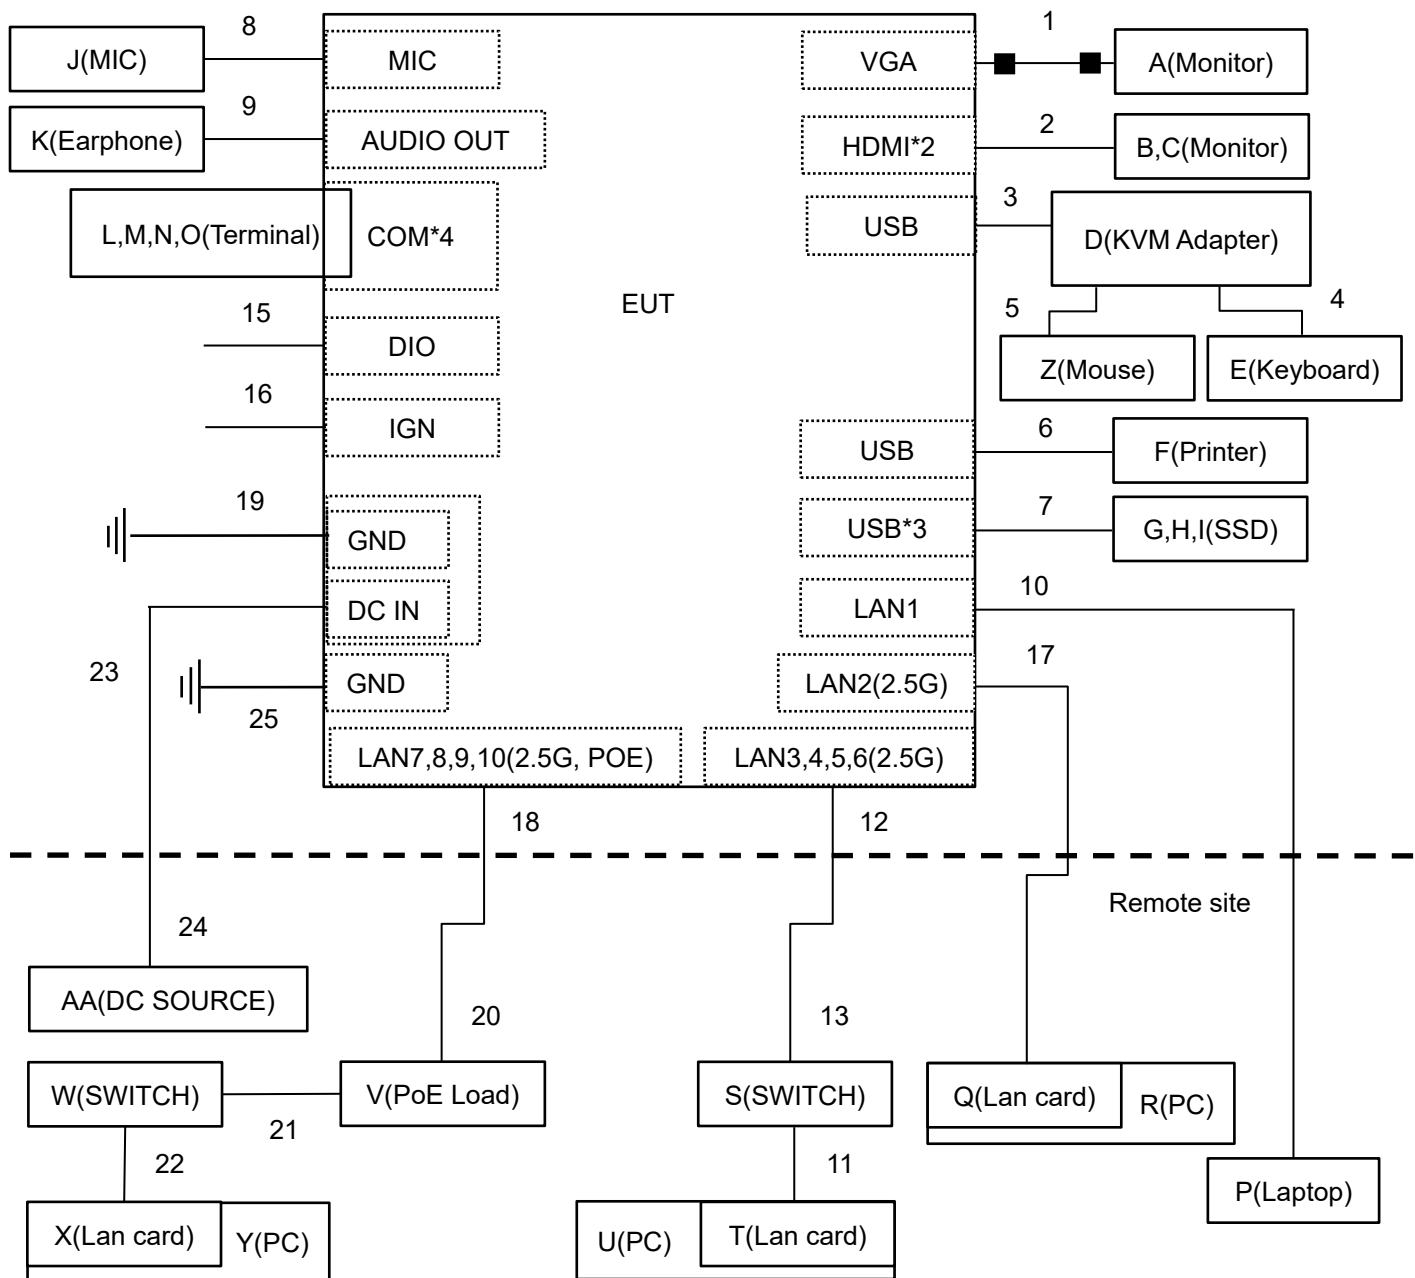 8
1
J(MIC)
MIC
VGA
A(Monitor)
9
2
K(Earphone)
AUDIO OUT
HDMI*2
B,C(Monitor)
3
L,M,N,O(Terminal)
COM*4
USB
D(KVM Adapter)
EUT
15
5
4
DIO
Z(Mouse)
E(Keyboard)
16
6
IGN
USB
F(Printer)
19
7
GND
USB*3
G,H,I(SSD)
10
DC IN
LAN1
23
17
GND
LAN2(2.5G)
25
LAN7,8,9,10(2.5G, POE)
LAN3,4,5,6(2.5G)
18
12
Remote site
24
AA(DC SOURCE)
20
13
W(SWITCH)
V(PoE Load)
S(SWITCH)
Q(Lan card)
R(PC)
21
22
11
P(Laptop)
X(Lan card)
Y(PC)
U(PC)
T(Lan card)